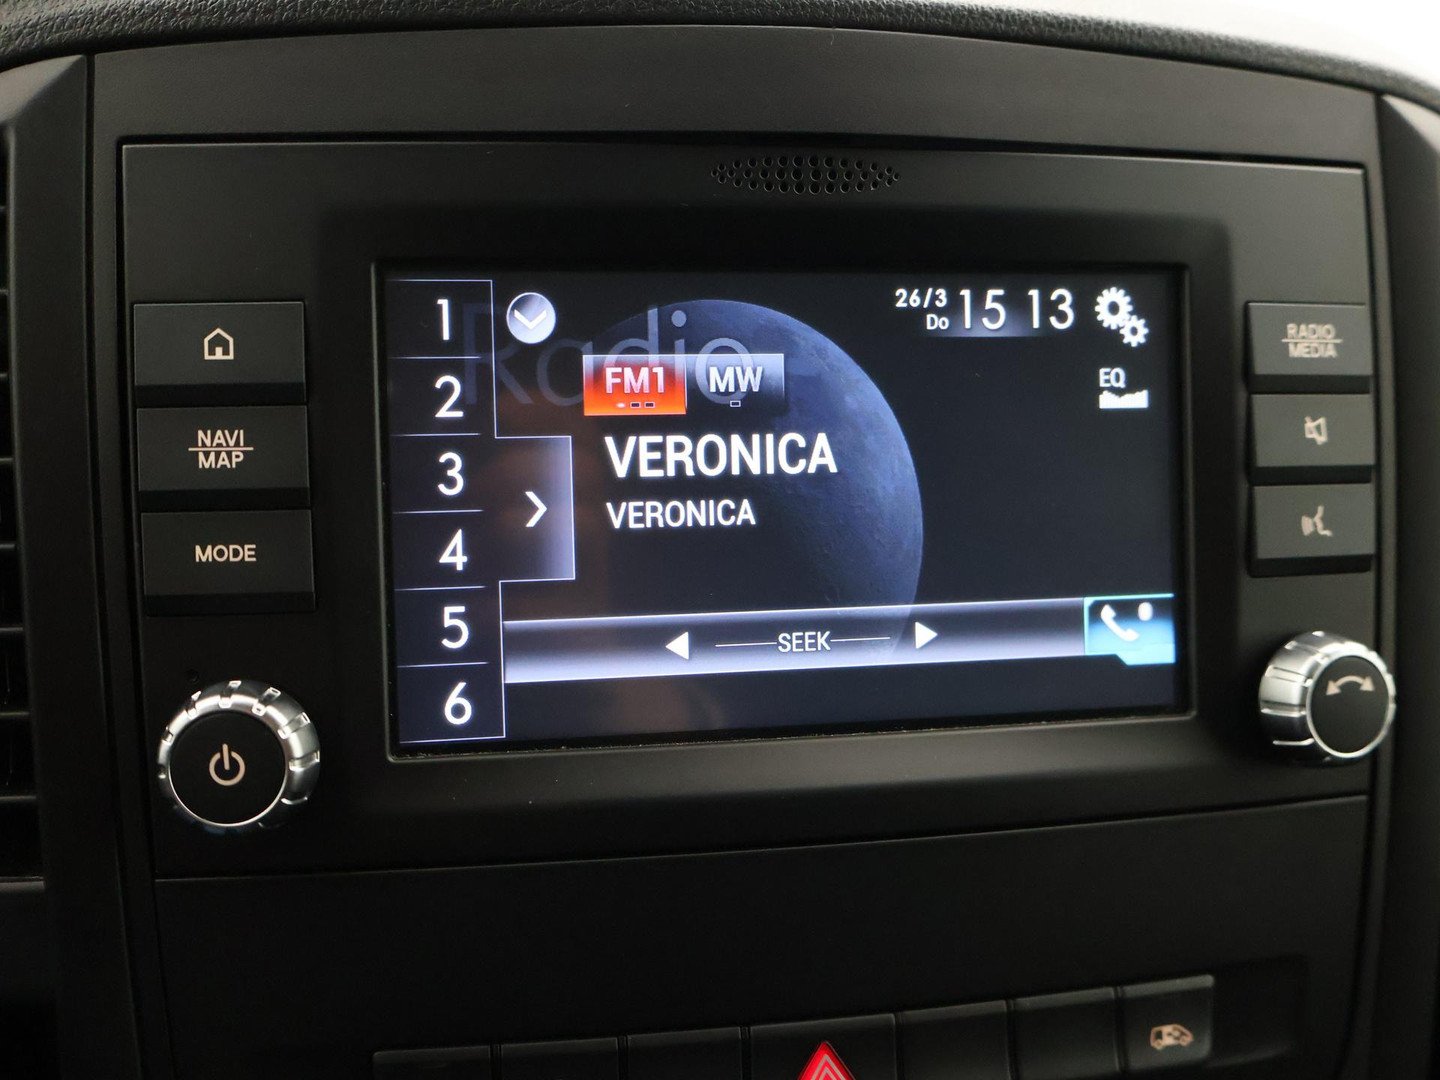 1
2
3
4
5
6
Radio
26/3
Do
15 13
FM1
MW
EQ
VERONICA
VERONICA
SEEK
NAVI
MAP
MODE
RADIO
MEDIA